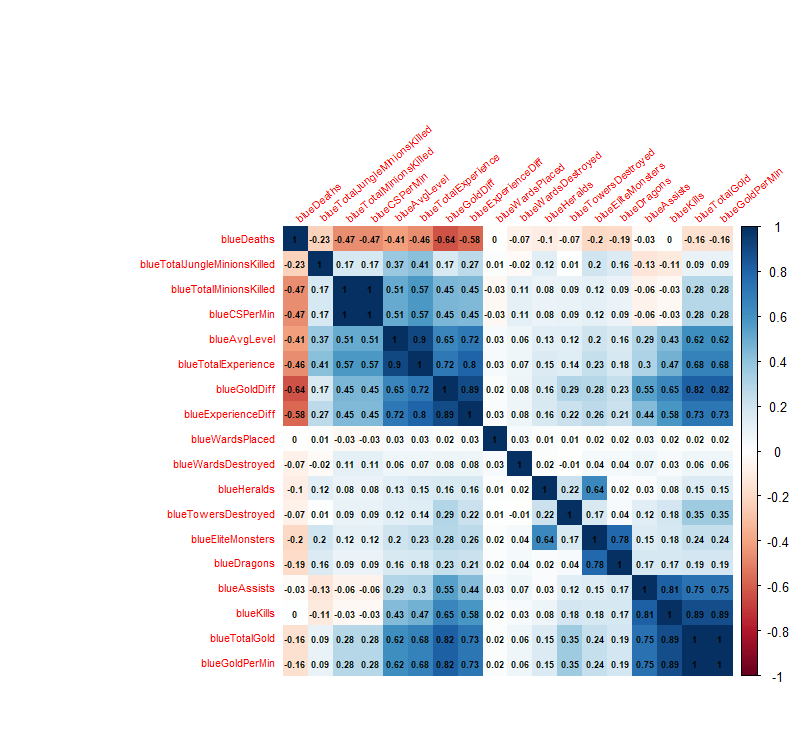 blueDeaths
blueTotalJungleMinionsKilled
blueTotalMinionsKilled
blueCSPerMin
blueAvgLevel
blueTotalExperience
blueGoldDiff
blueExperienceDiff
blueWardsPlaced
blueWardsDestroyed
blueHeralds
blueTowersDestroyed
blueEliteMonsters
blueDragons
blueAssists
blueKills
blueTotalGold
blueGoldPerMin
blueDeaths 1 -0.23 -0.47 -0.47 -0.41 -0.46 -0.64 -0.58 0 -0.07 -0.1 -0.07 -0.2 -0.19 -0.03 0 -0.16 -0.16
blueTotalJungleMinionsKilled -0.23 1 0.17 0.17 0.37 0.41 0.17 0.27 0.01 -0.02 0.12 0.01 0.2 0.16 -0.13 -0.11 0.09 0.09
blueTotalMinionsKilled -0.47 0.17 1 1 0.51 0.57 0.45 0.45 -0.03 0.11 0.08 0.09 0.12 0.09 -0.06 -0.03 0.28 0.28
blueCSPerMin -0.47 0.17 1 1 0.51 0.57 0.45 0.45 -0.03 0.11 0.08 0.09 0.12 0.09 -0.06 -0.03 0.28 0.28
blueAvgLevel -0.41 0.37 0.51 0.51 1 0.9 0.65 0.72 0.03 0.06 0.13 0.12 0.2 0.16 0.29 0.43 0.62 0.62
blueTotalExperience -0.46 0.41 0.57 0.57 0.9 1 0.72 0.8 0.03 0.07 0.15 0.14 0.23 0.18 0.3 0.47 0.68 0.68
blueGoldDiff -0.64 0.17 0.45 0.45 0.65 0.72 1 0.89 0.02 0.08 0.16 0.29 0.28 0.23 0.55 0.65 0.82 0.82
blueExperienceDiff -0.58 0.27 0.45 0.45 0.72 0.8 0.89 1 0.03 0.08 0.16 0.22 0.26 0.21 0.44 0.58 0.73 0.73
blueWardsPlaced 0 0.01 -0.03 -0.03 0.03 0.03 0.02 0.03 1 0.03 0.01 0.01 0.02 0.02 0.03 0.03 0.02 0.02
blueWardsDestroyed -0.07 -0.02 0.11 0.11 0.06 0.07 0.08 0.08 0.03 1 0.02 -0.01 0.04 0.04 0.07 0.03 0.06 0.06
blueHeralds -0.1 0.12 0.08 0.08 0.13 0.15 0.16 0.16 0.01 0.02 1 0.22 0.64 0.02 0.03 0.08 0.15 0.15
blueTowersDestroyed -0.07 0.01 0.09 0.09 0.12 0.14 0.29 0.22 0.01 -0.01 0.22 1 0.17 0.04 0.12 0.18 0.35 0.35
blueEliteMonsters -0.2 0.2 0.12 0.12 0.2 0.23 0.28 0.26 0.02 0.04 0.64 0.17 1 0.78 0.15 0.18 0.24 0.24
blueDragons -0.19 0.16 0.09 0.09 0.16 0.18 0.23 0.21 0.02 0.04 0.02 0.04 0.78 1 0.17 0.17 0.19 0.19
blueAssists -0.03 -0.13 -0.06 -0.06 0.29 0.3 0.55 0.44 0.03 0.07 0.03 0.12 0.15 0.17 1 0.81 0.75 0.75
blueKills 0 -0.11 -0.03 -0.03 0.43 0.47 0.65 0.58 0.02 0.03 0.08 0.18 0.18 0.17 0.81 1 0.89 0.89
blueTotalGold -0.16 0.09 0.28 0.28 0.62 0.68 0.82 0.73 0.02 0.06 0.15 0.35 0.24 0.19 0.75 0.89 1 1
blueGoldPerMin -0.16 0.09 0.28 0.28 0.62 0.68 0.82 0.73 0.02 0.06 0.15 0.35 0.24 0.19 0.75 0.89 1 1
1
0.8
0.6
0.4
0.2
0
-0.2
-0.4
-0.6
-0.8
-1